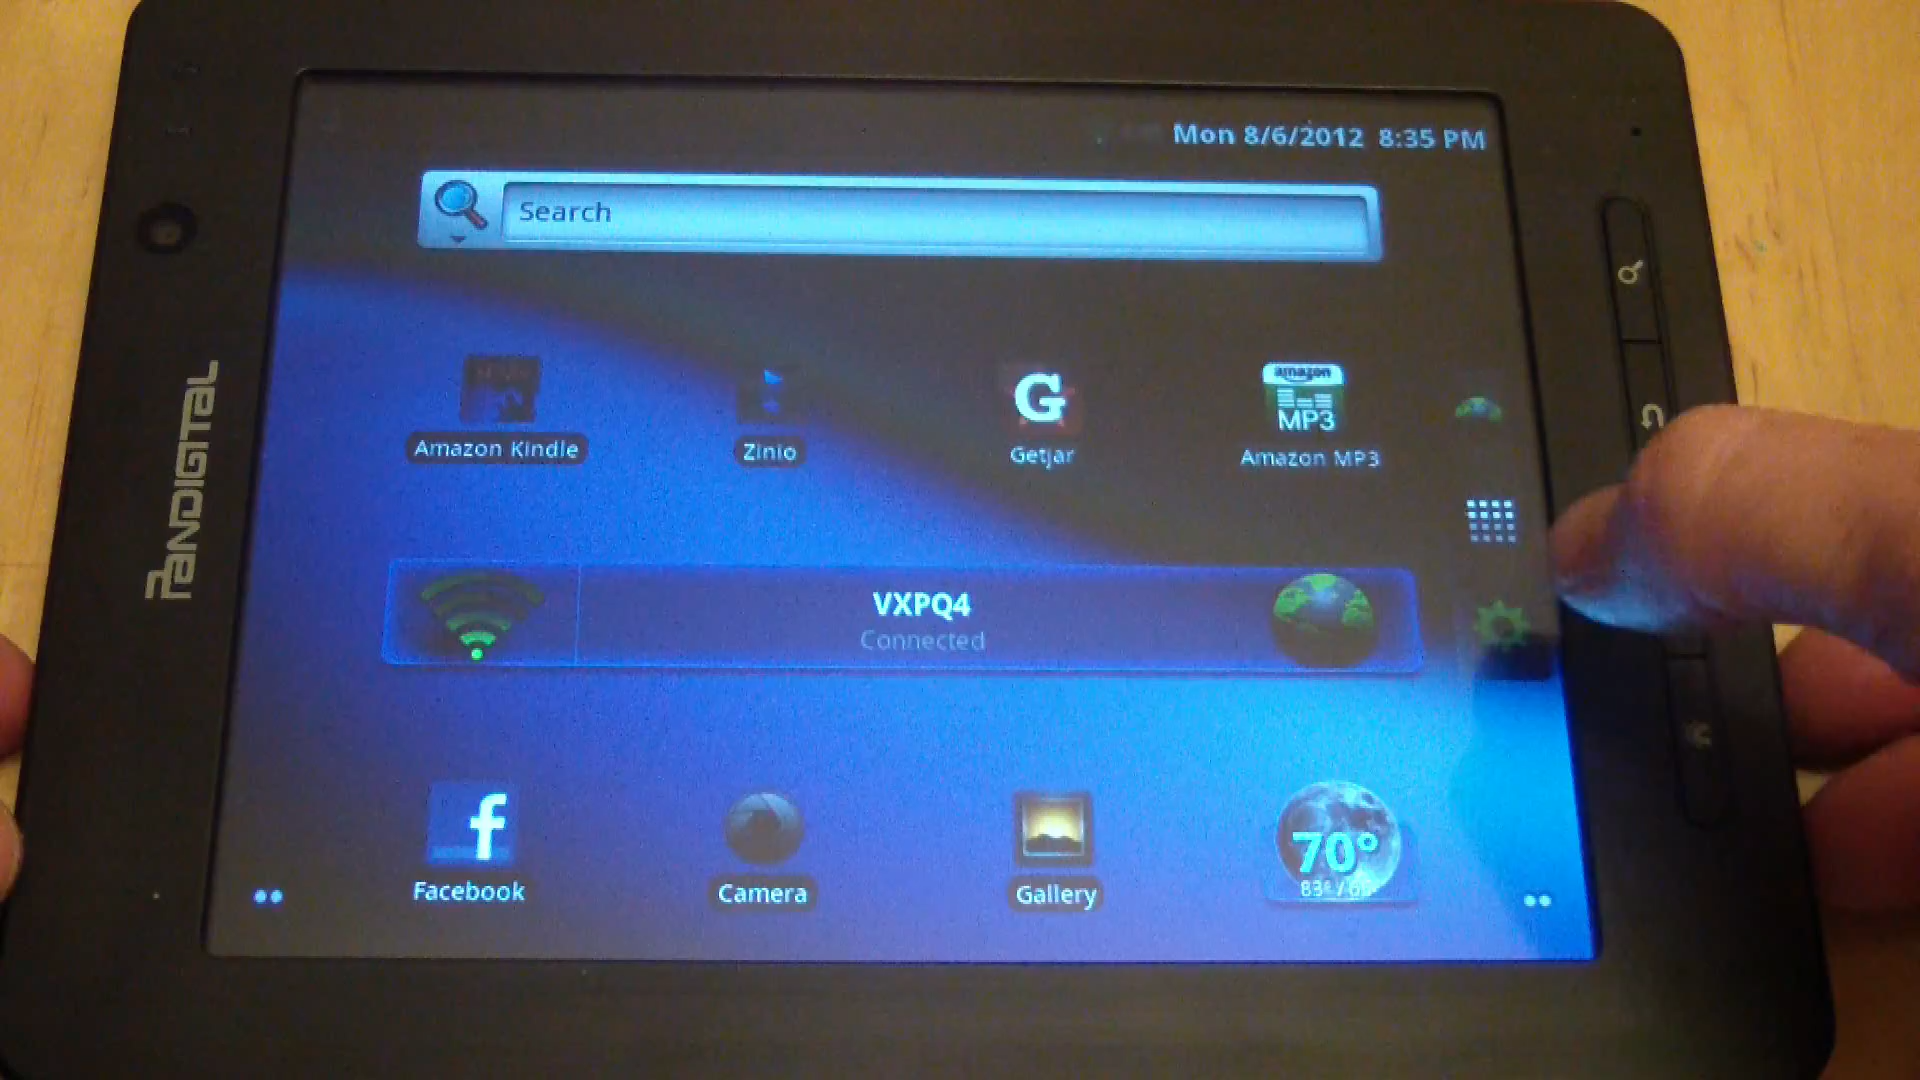 Mon 8/6/2012 8:35 PM
Search
PANDIGITAL
Amazon Kindle
Zinio
G
Getjar
amazon
MP3
Amazon MP3
VXPQ4
Connected
f
Facebook
Camera
Gallery
70°